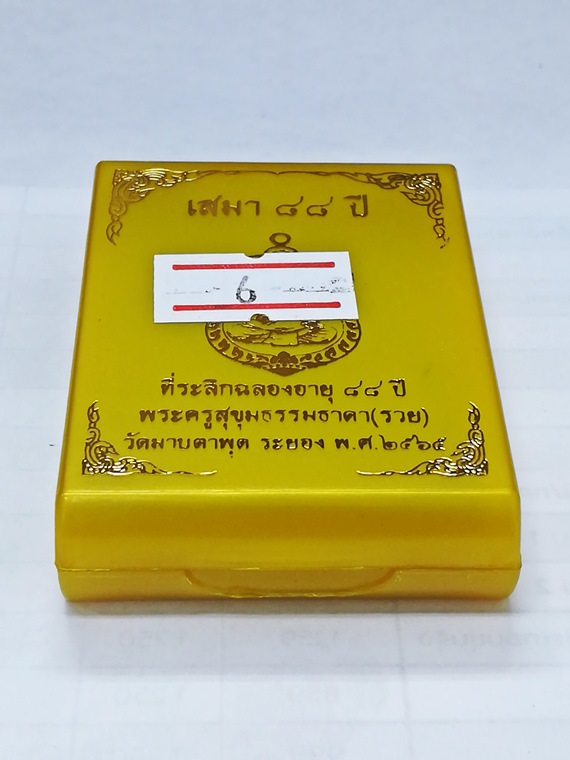 เสมา ๘๘ ปี
6
ที่ระลึกฉลองอายุ ๘๘ ปี
พระครูสุขุมธรรมธาดา(รวย)
วัดมาบตาพุด ระยอง พ.ศ.๒๕๖๕